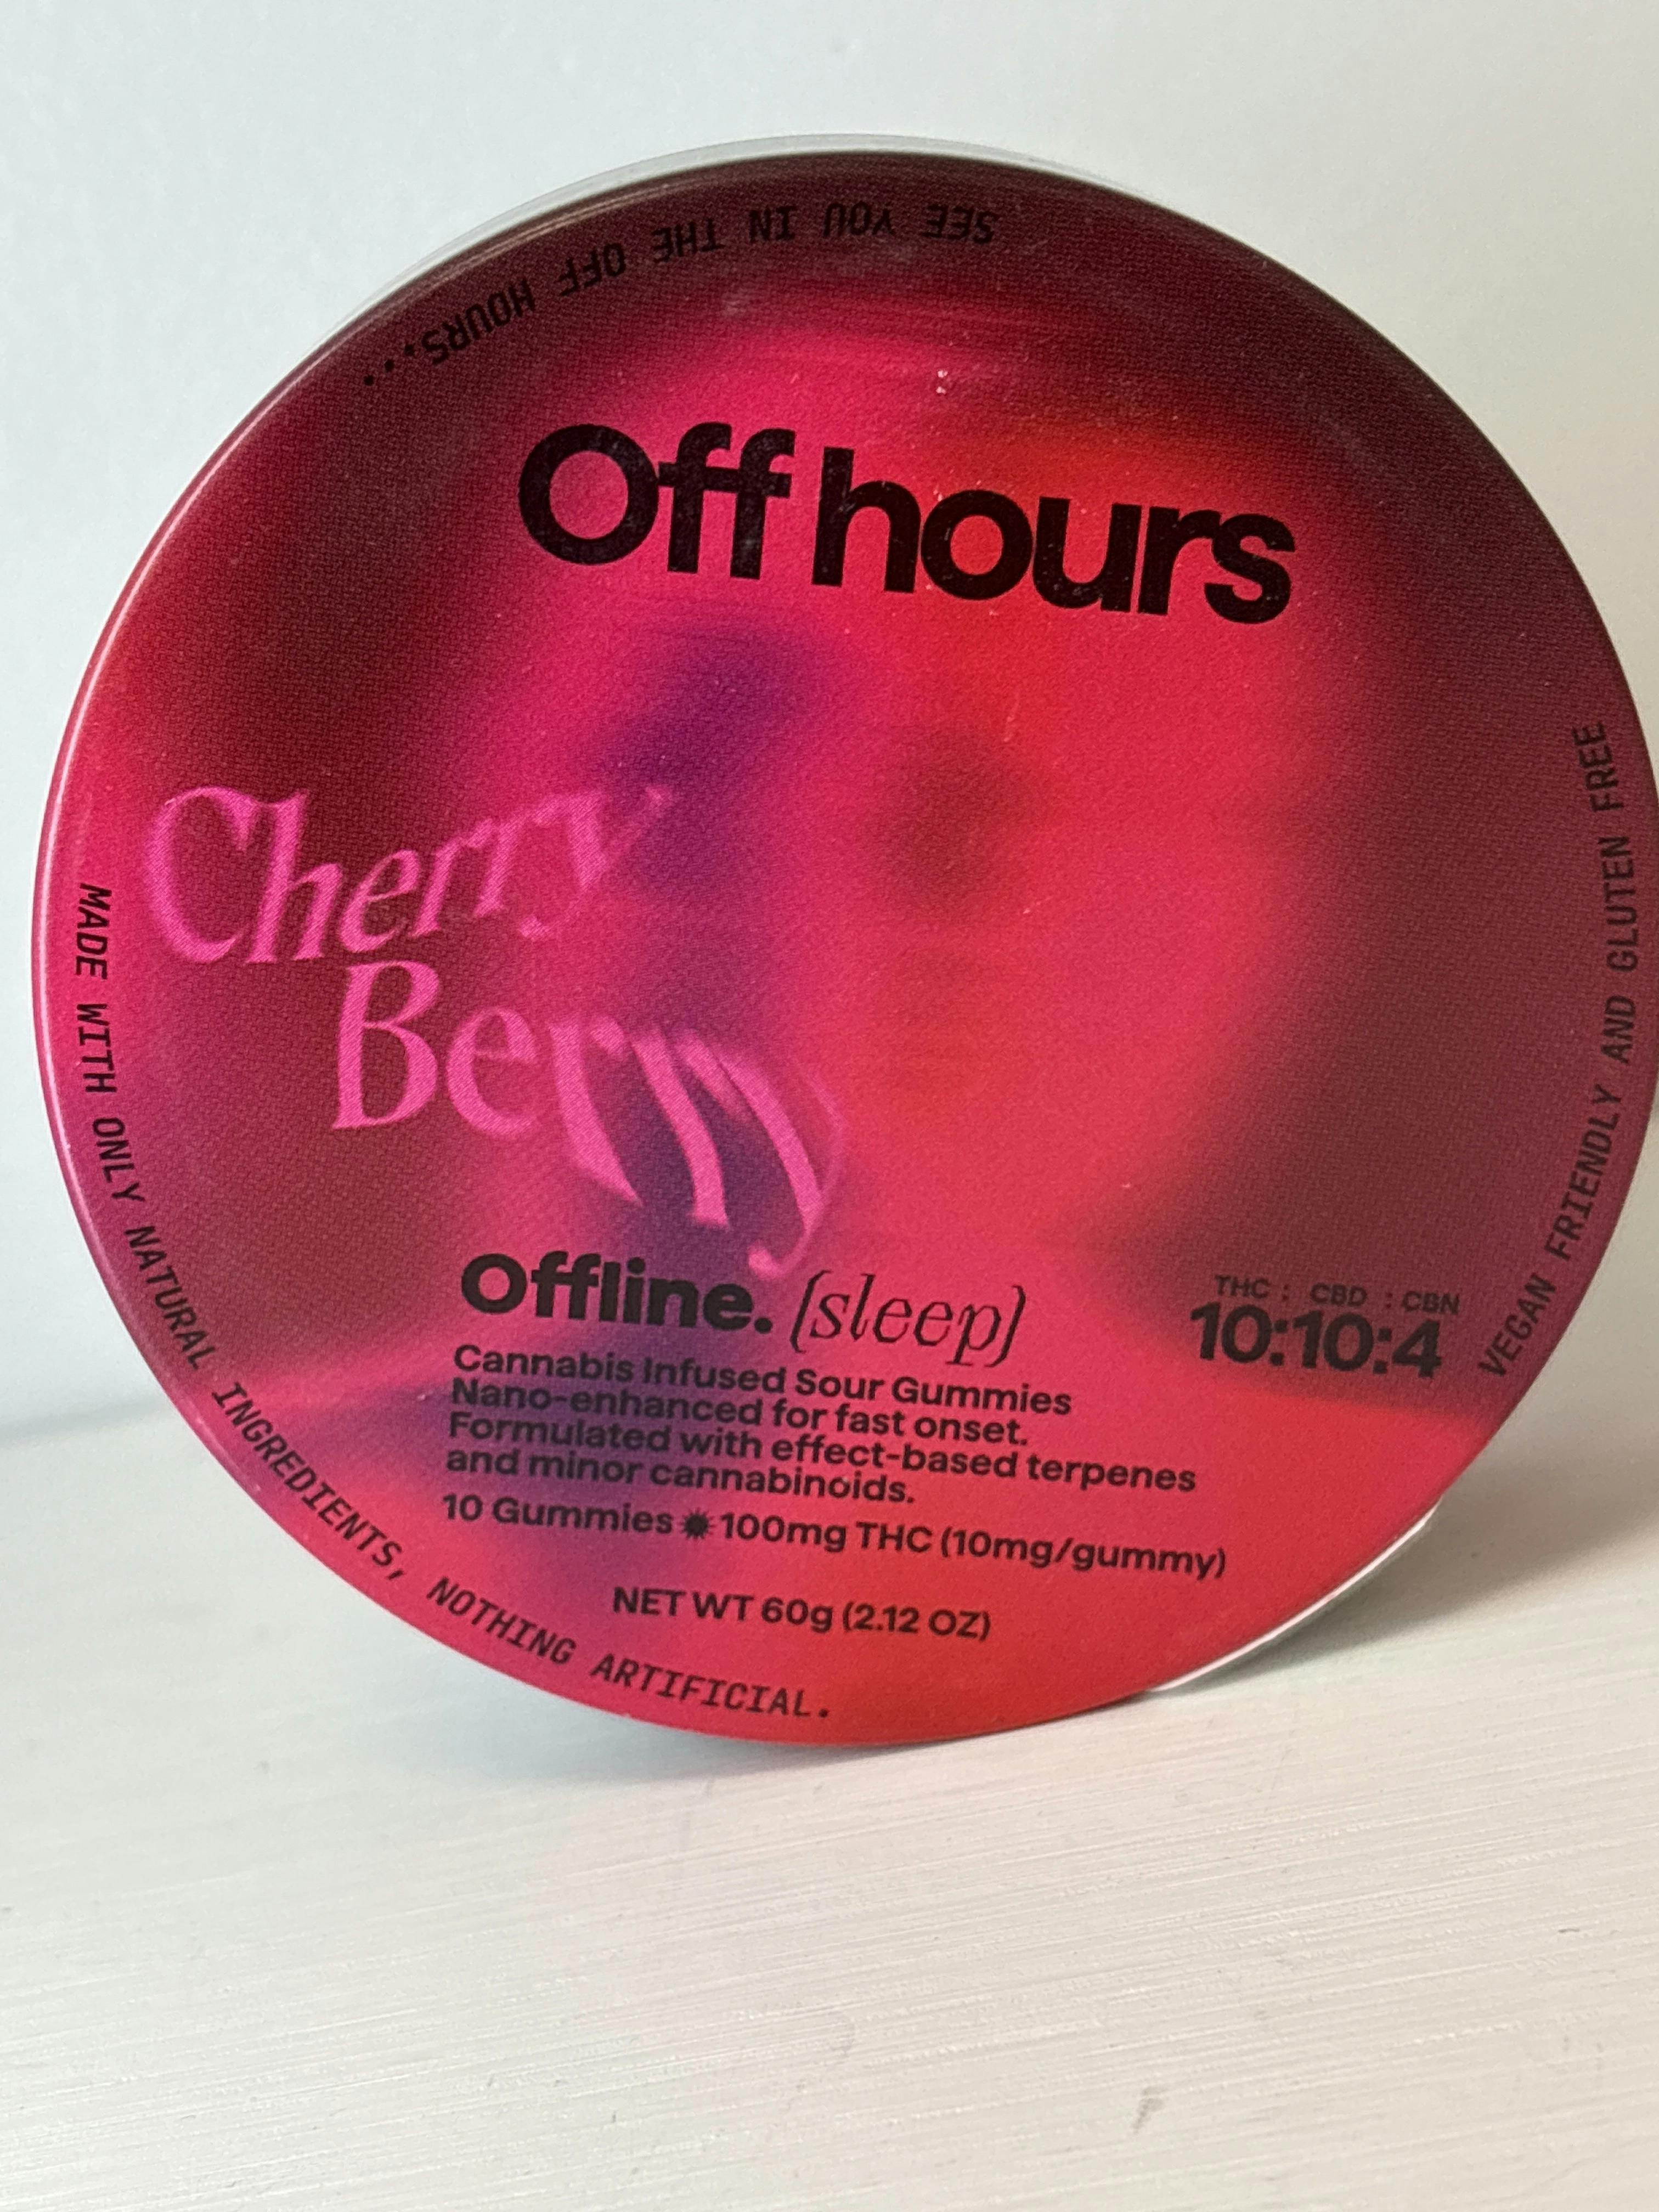 SEE YOU IN THE OFF HOURS...
Off hours
Cherry
Berry
Offline. (sleep)
THC : CBD : CBN
10:10:4
Cannabis Infused Sour Gummies
Nano-enhanced for fast onset.
Formulated with effect-based terpenes
and minor cannabinoids.
10 Gummies✹100mg THC (10mg/gummy)
NET WT 60g (2.12 OZ)
MADE WITH ONLY NATURAL INGREDIENTS, NOTHING ARTIFICIAL.
VEGAN FRIENDLY AND GLUTEN FREE